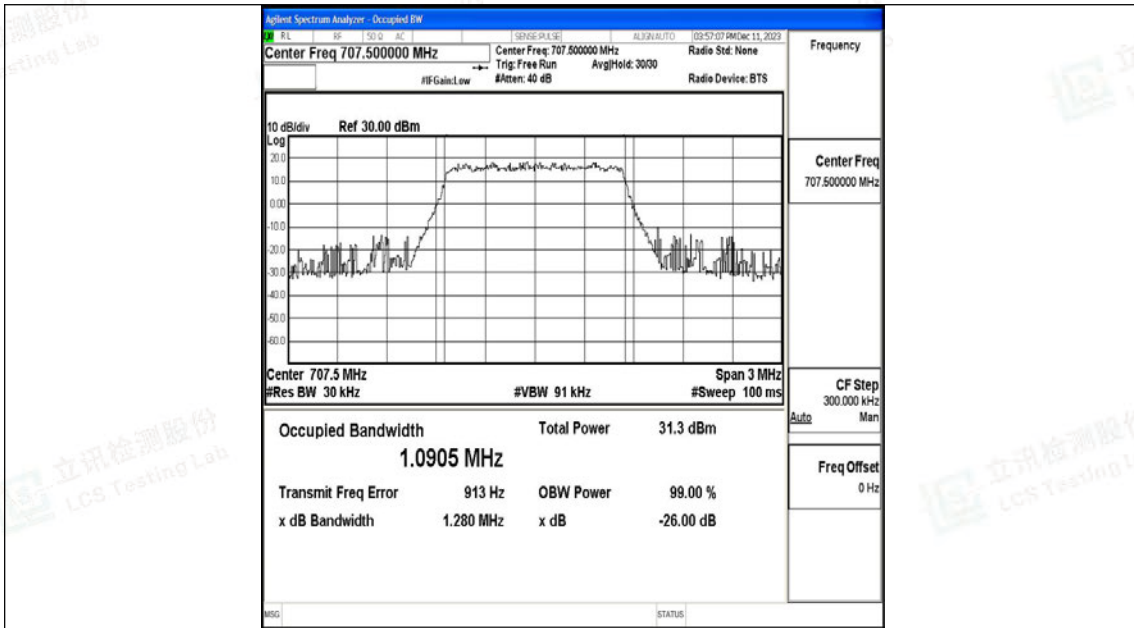 Agilent Spectrum Analyzer - Occupied BW
RL RF 50 Ω AC SENSE:PULSE ALIGNAUTO 03:57:07 PM Dec 11, 2023
Center Freq 707.500000 MHz
Center Freq: 707.500000 MHz
Radio Std: None
Trig: Free Run Avg|Hold: 30/30
#IFGain:Low
#Atten: 40 dB
Radio Device: BTS
Frequency
10 dB/div Ref 30.00 dBm
Log
20.0
10.0
0.00
-10.0
-20.0
-30.0
-40.0
-50.0
-60.0
Center Freq
707.500000 MHz
Center 707.5 MHz Span 3 MHz
#Res BW 30 kHz #VBW 91 kHz #Sweep 100 ms
CF Step
300.000 kHz
Auto Man
Occupied Bandwidth Total Power 31.3 dBm
1.0905 MHz
Transmit Freq Error 913 Hz OBW Power 99.00 %
x dB Bandwidth 1.280 MHz x dB -26.00 dB
Freq Offset
0 Hz
MSG STATUS
立讯检测股份
LCS Testing Lab
立讯检测股份
LCS Testing Lab